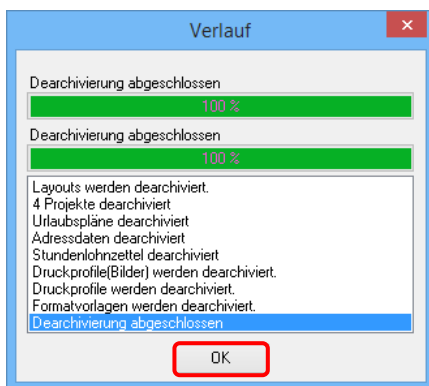 Verlauf
Dearchivierung abgeschlossen
100 %
Dearchivierung abgeschlossen
100 %
Layouts werden dearchiviert.
4 Projekte dearchiviert
Urlaubspläne dearchiviert
Adressdaten dearchiviert
Stundenlohnzettel dearchiviert
Druckprofile(Bilder) werden dearchiviert.
Druckprofile werden dearchiviert.
Formatvorlagen werden dearchiviert.
Dearchivierung abgeschlossen
OK